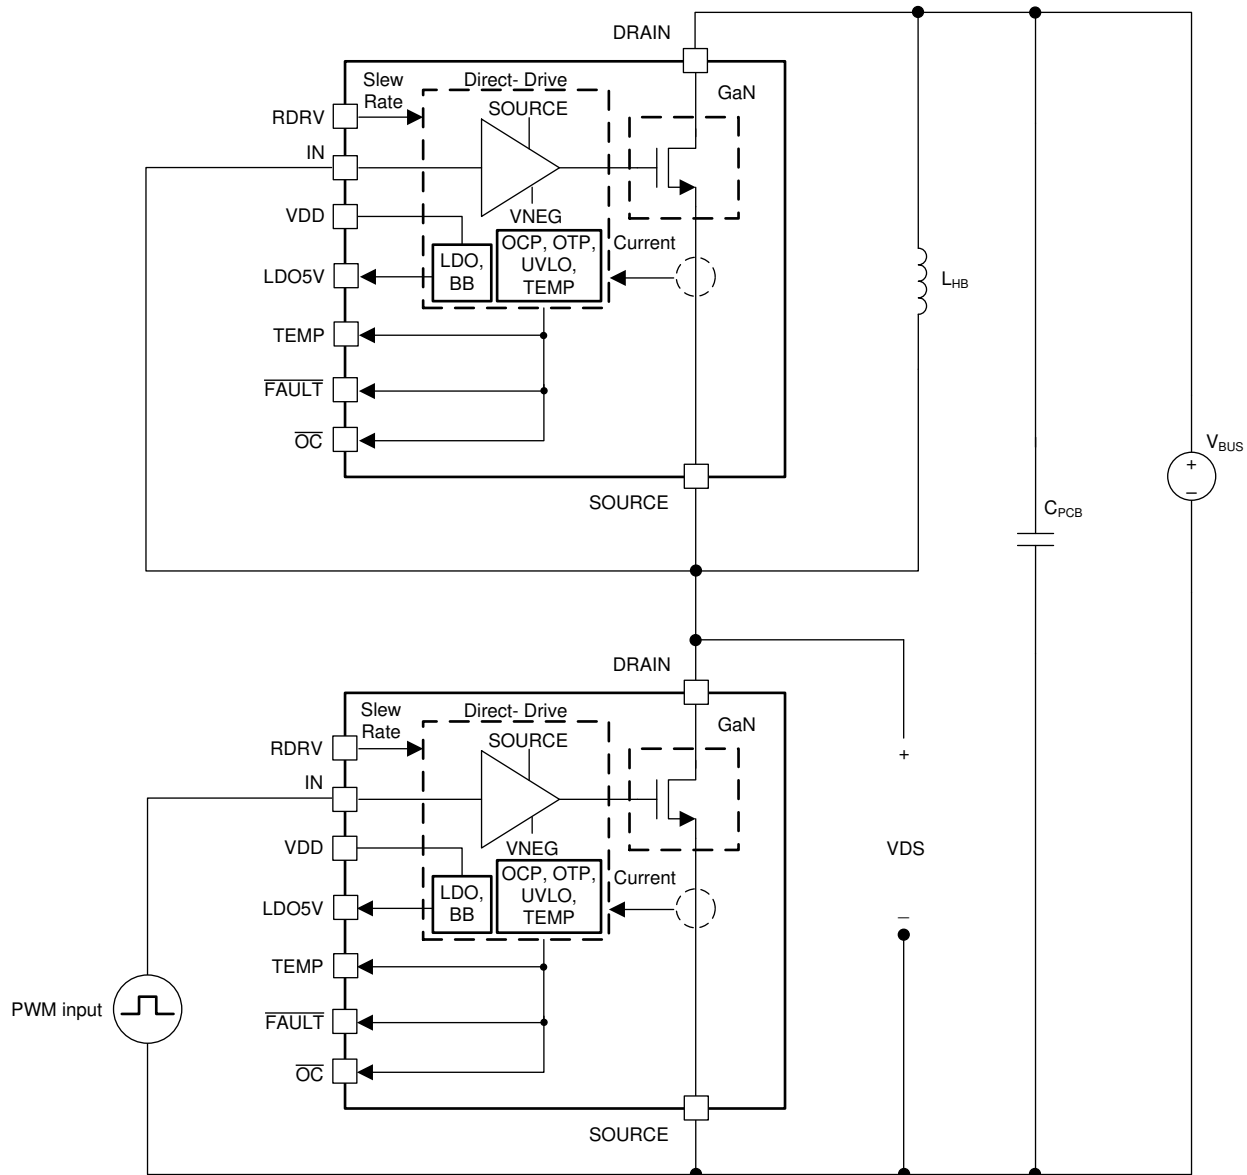 DRAIN
Slew
Rate
Direct- Drive
GaN
RDRV
SOURCE
IN
VDD
VNEG
LDO,
BB
OCP, OTP,
UVLO,
TEMP
Current
LDO5V
TEMP
FAULT
OC
SOURCE
LHB
CPCB
VBUS
+
–
DRAIN
Slew
Rate
Direct- Drive
GaN
RDRV
SOURCE
IN
VDD
VNEG
LDO,
BB
OCP, OTP,
UVLO,
TEMP
Current
LDO5V
TEMP
FAULT
OC
SOURCE
+
VDS
–
PWM input